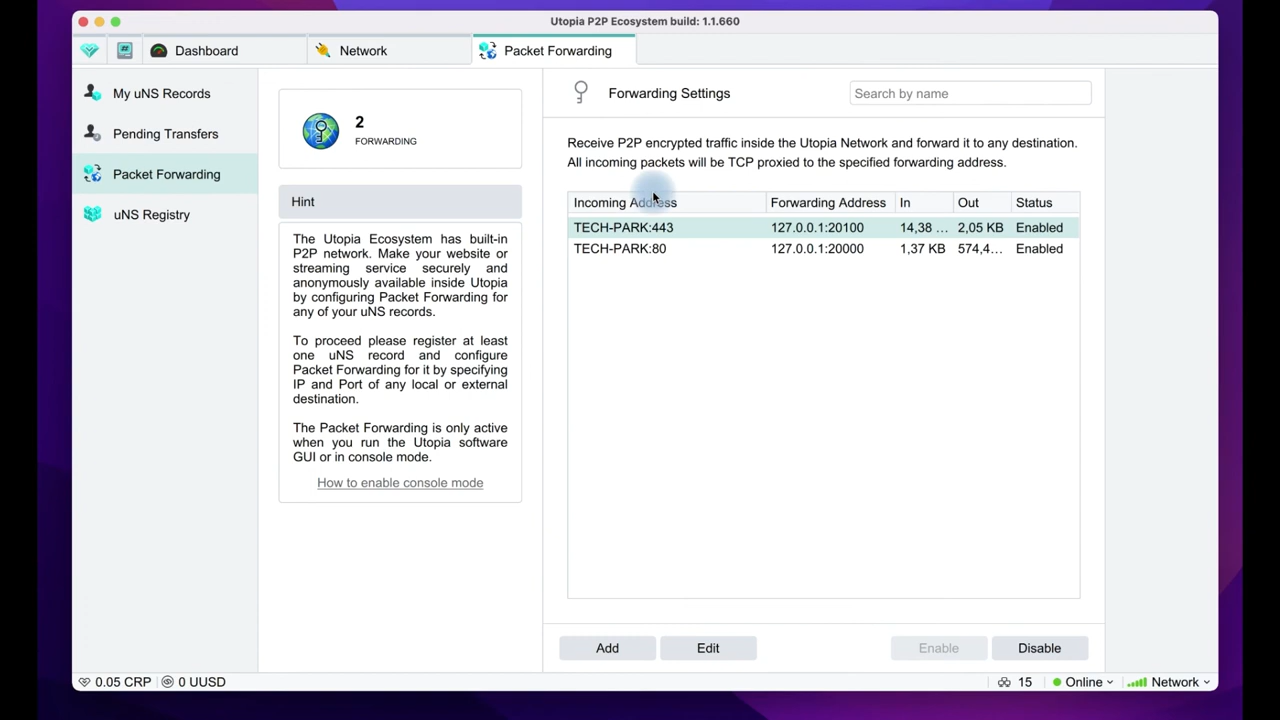 Utopia P2P Ecosystem build: 1.1.660
Dashboard
Network
Packet Forwarding
My uNS Records
Pending Transfers
Packet Forwarding
uNS Registry
2
FORWARDING
Hint
The Utopia Ecosystem has built-in
P2P network. Make your website or
streaming service securely and
anonymously available inside Utopia
by configuring Packet Forwarding for
any of your uNS records.
To proceed please register at least
one uNS record and configure
Packet Forwarding for it by specifying
IP and Port of any local or external
destination.
The Packet Forwarding is only active
when you run the Utopia software
GUI or in console mode.
How to enable console mode
Forwarding Settings
Search by name
Receive P2P encrypted traffic inside the Utopia Network and forward it to any destination.
All incoming packets will be TCP proxied to the specified forwarding address.
Incoming Address Forwarding Address In Out Status
TECH-PARK:443 127.0.0.1:20100 14,38 ... 2,05 KB Enabled
TECH-PARK:80 127.0.0.1:20000 1,37 KB 574,4... Enabled
Add Edit Enable Disable
0.05 CRP 0 UUSD 15 Online Network